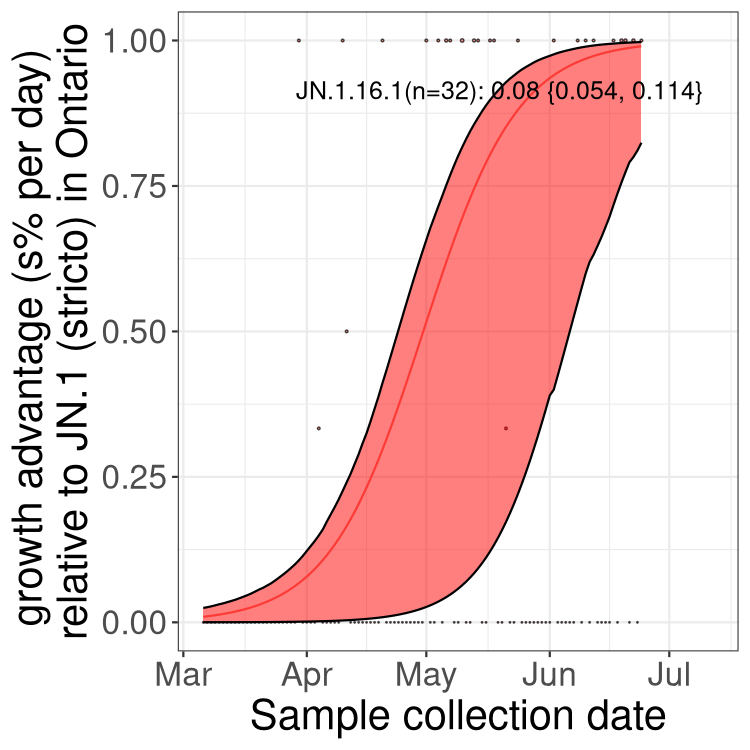 growth advantage (s% per day)
relative to JN.1 (stricto) in Ontario
1.00
0.75
0.50
0.25
0.00
JN.1.16.1(n=32): 0.08 {0.054, 0.114}
Mar Apr May Jun Jul
Sample collection date